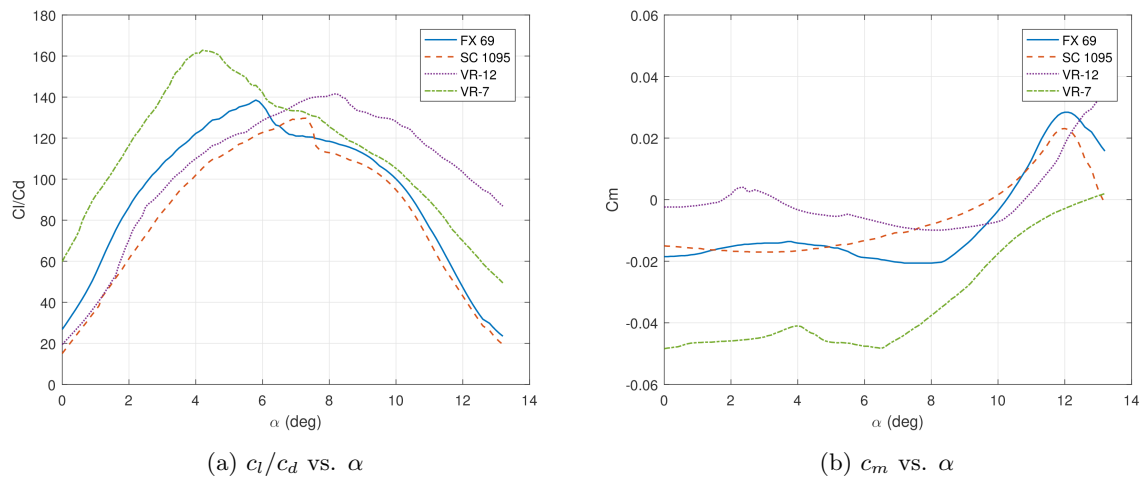 180
160
140
120
100
80
60
40
20
0
Cl/Cd
0 2 4 6 8 10 12 14
α (deg)
FX 69
SC 1095
VR-12
VR-7
(a) c_l/c_d vs. α
0.06
0.04
0.02
0
-0.02
-0.04
-0.06
Cm
0 2 4 6 8 10 12 14
α (deg)
FX 69
SC 1095
VR-12
VR-7
(b) c_m vs. α